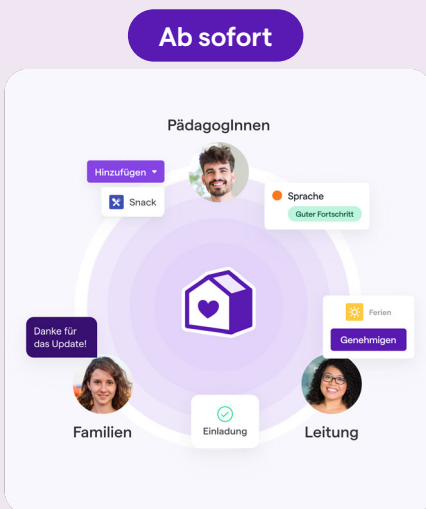 Ab sofort
PädagogInnen
Hinzufügen
Snack
Sprache
Guter Fortschritt
Ferien
Genehmigen
Danke für
das Update!
Einladung
Familien
Leitung